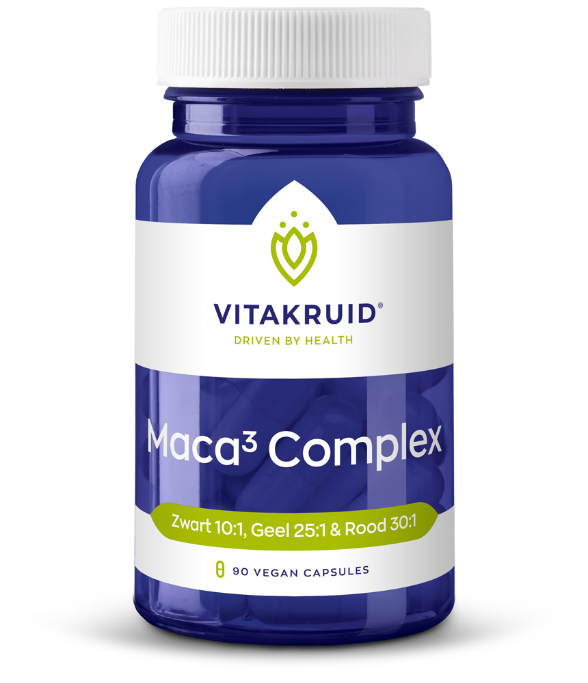 VITAKRUID®
DRIVEN BY HEALTH
Maca³ Complex
Zwart 10:1, Geel 25:1 & Rood 30:1
90 VEGAN CAPSULES